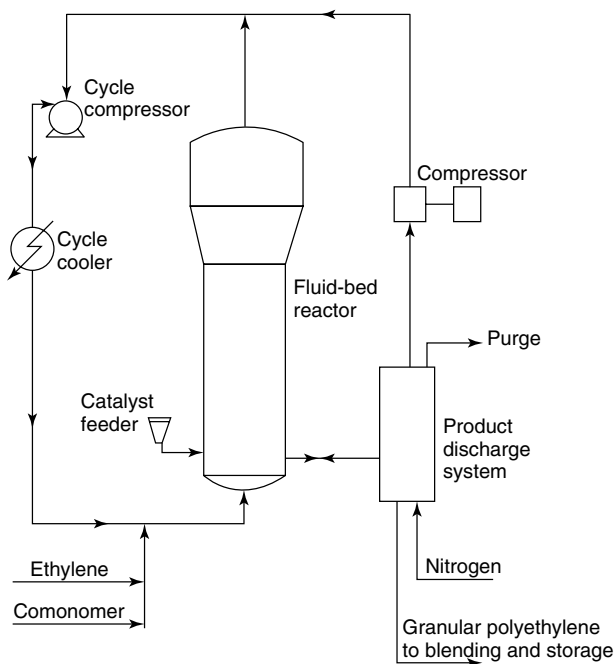 Cycle
compressor
Compressor
Cycle
cooler
Fluid-bed
reactor
Purge
Catalyst
feeder
Product
discharge
system
Ethylene
Nitrogen
Comonomer
Granular polyethylene
to blending and storage